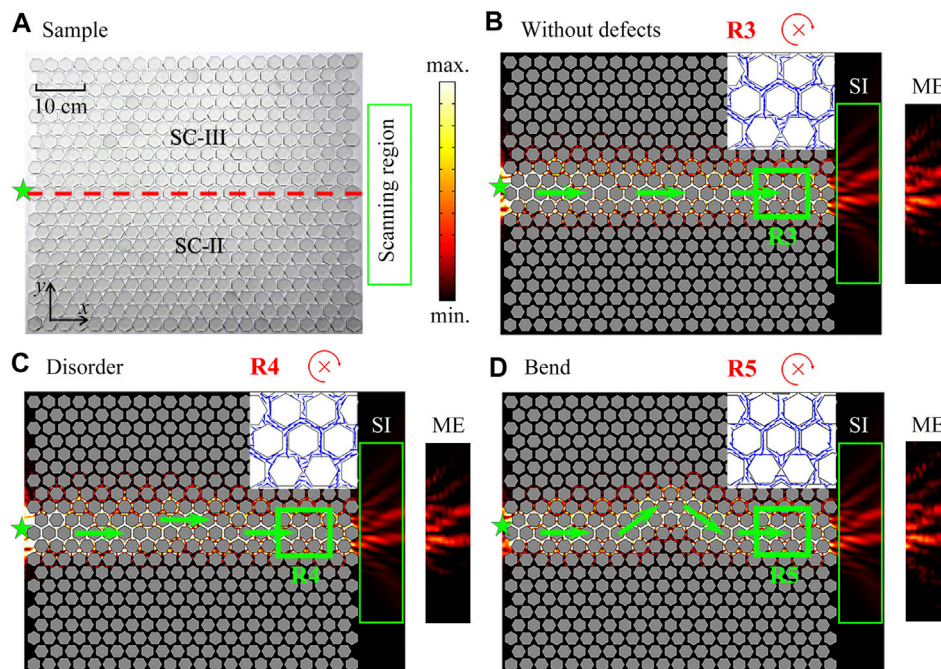 A Sample
10 cm
SC-III
SC-II
y
x
Scanning region
max.
min.
B Without defects R3
SI
ME
R3
C Disorder R4
SI
ME
R4
D Bend R5
SI
ME
R5